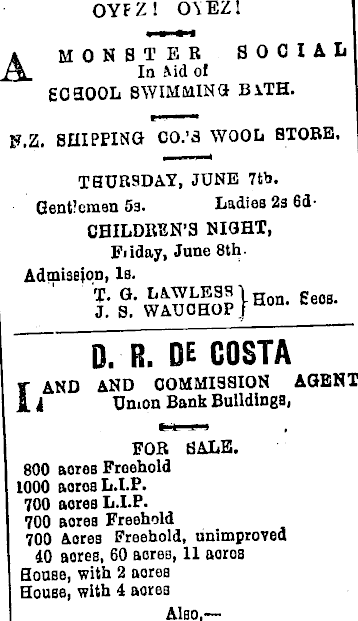 OYEZ! OYEZ!
A MONSTER SOCIAL
In Aid of
SCHOOL SWIMMING BATH.
N.Z. SHIPPING CO.'S WOOL STORE.
THURSDAY, JUNE 7th.
Gentlemen 5s. Ladies 2s 6d.
CHILDREN'S NIGHT,
Friday, June 8th.
Admission, 1s.
T. G. LAWLESS
J. S. WAUCHOP } Hon. Secs.
D. R. DE COSTA
LAND AND COMMISSION AGENT
Union Bank Buildings,
FOR SALE.
800 acres Freehold
1000 acres L.I.P.
700 acres L.I.P.
700 acres Freehold
700 Acres Freehold, unimproved
40 acres, 60 acres, 11 acres
House, with 2 acres
House, with 4 acres
Also,—